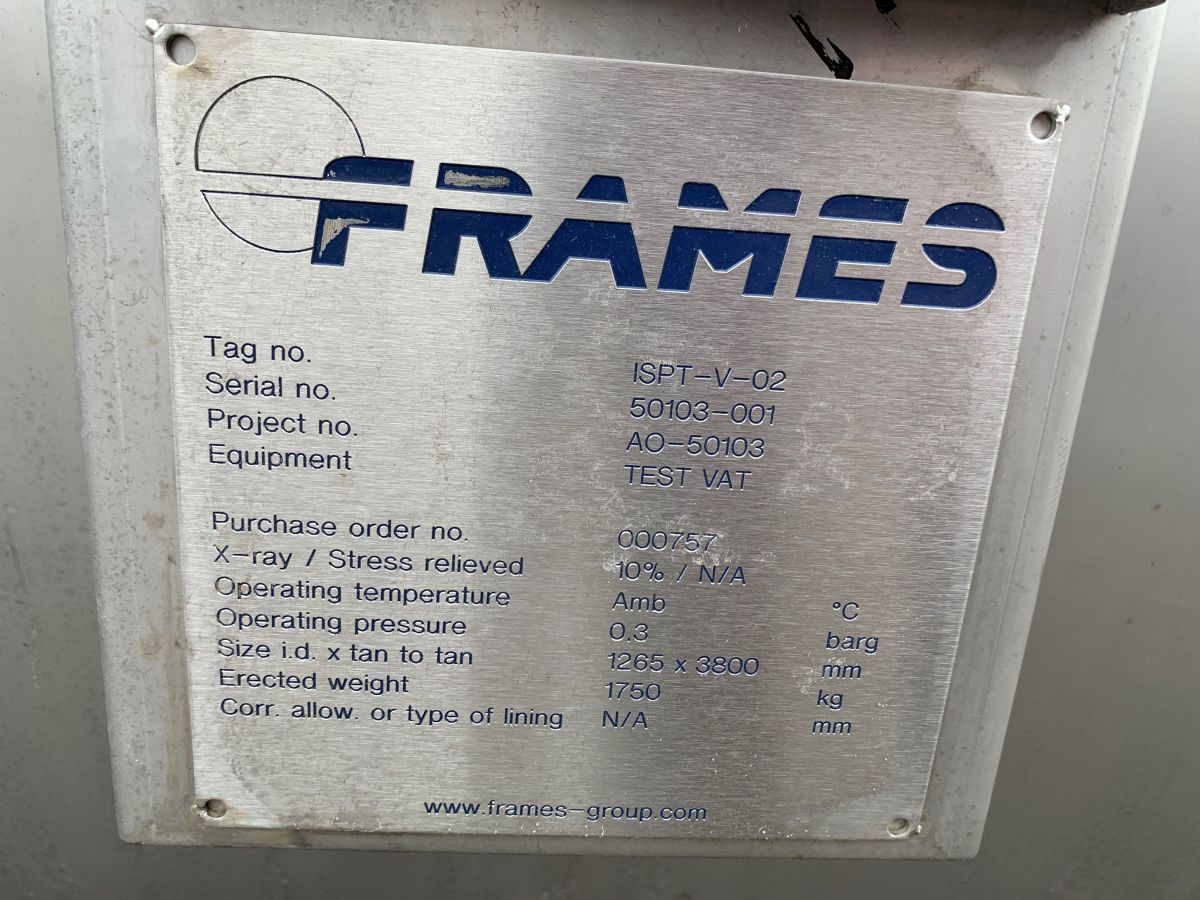 FRAMES
Tag no. ISPT-V-02
Serial no. 50103-001
Project no. AO-50103
Equipment TEST VAT
Purchase order no. 000757
X-ray / Stress relieved 10% / N/A
Operating temperature Amb °C
Operating pressure 0.3 barg
Size i.d. x tan to tan 1265 x 3800 mm
Erected weight 1750 kg
Corr. allow. or type of lining N/A mm
www.frames-group.com